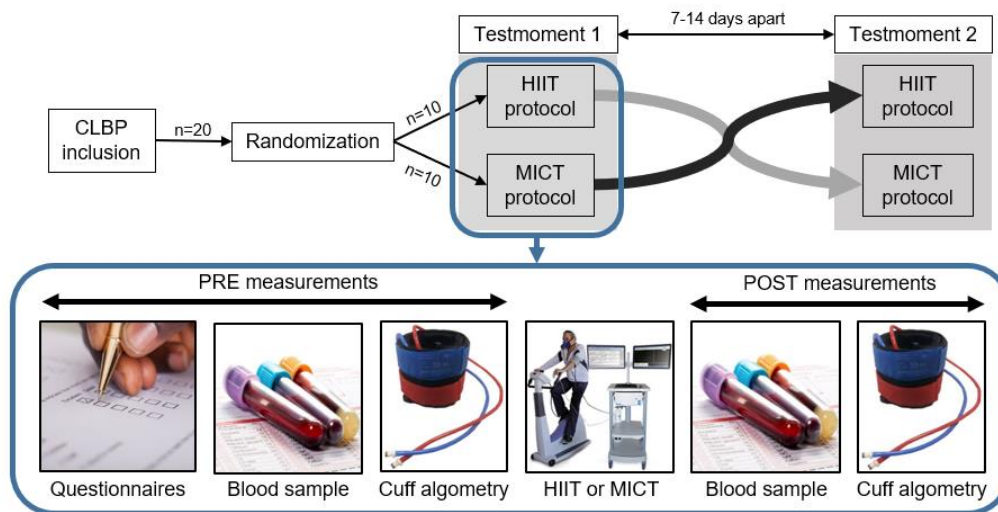 7-14 days apart
Testmoment 1
Testmoment 2
HIIT
protocol
HIIT
protocol
CLBP
inclusion
n=20
Randomization
n=10
n=10
MICT
protocol
MICT
protocol
PRE measurements
POST measurements
Questionnaires
Blood sample
Cuff algometry
HIIT or MICT
Blood sample
Cuff algometry